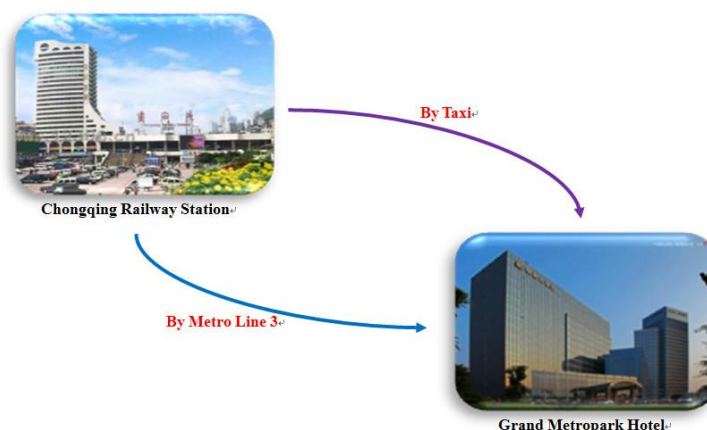 By Taxi
Chongqing Railway Station
By Metro Line 3
Grand Metropark Hotel